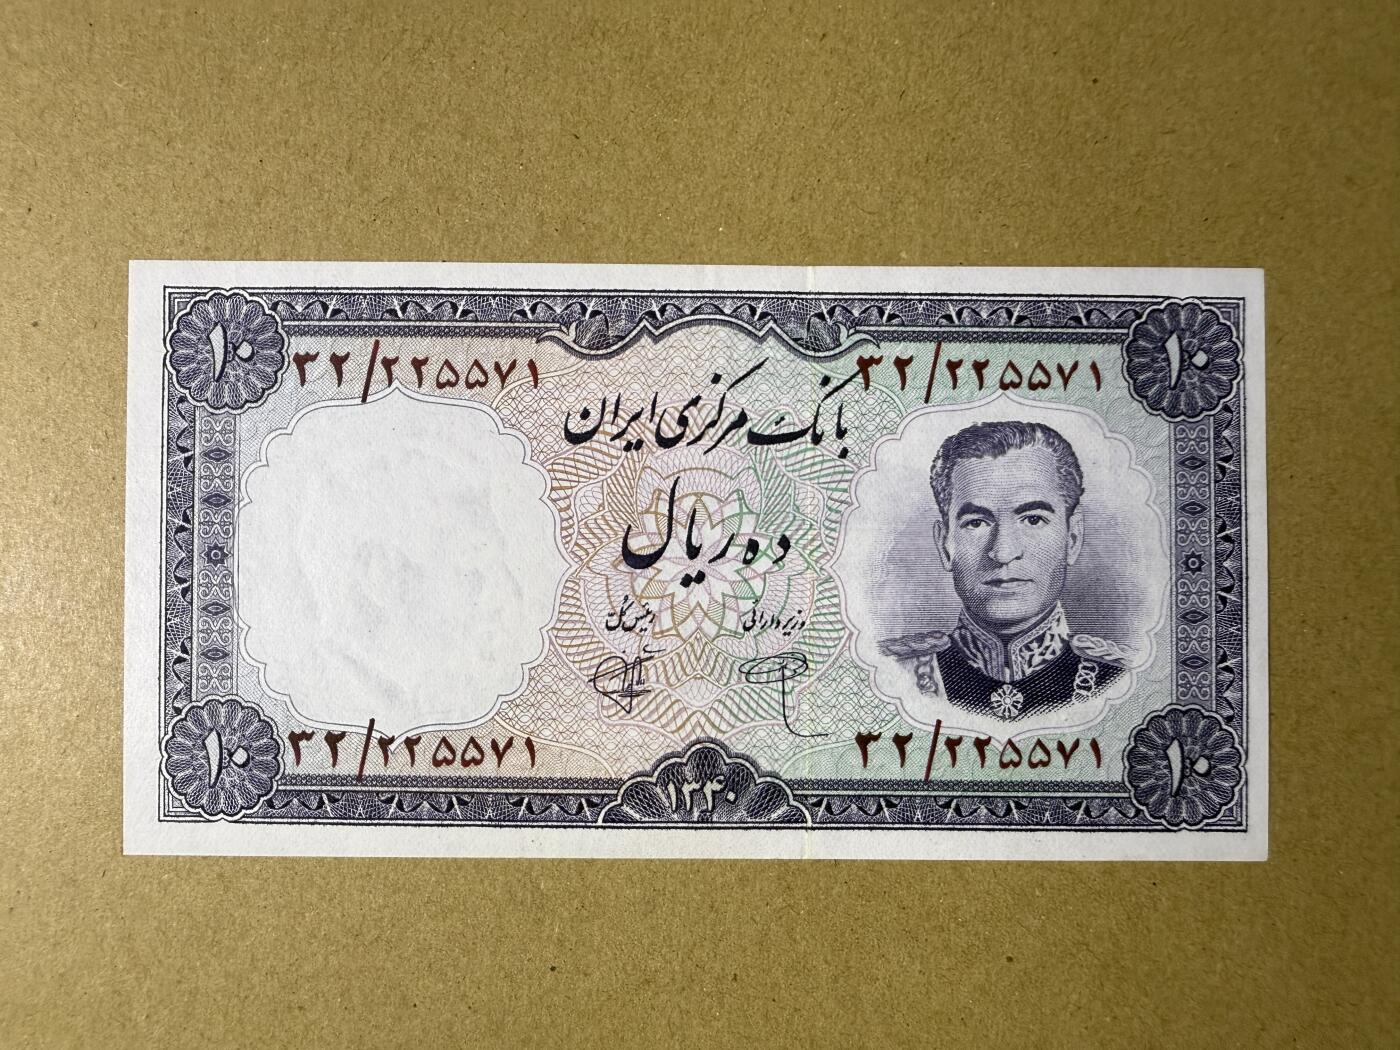 ۱۰ ۱۰
۳۲/۲۲۵۵۷۱ ۳۲/۲۲۵۵۷۱
بانک مرکزی ایران
ده ریال
وزیر دارائی رئیس کل
۳۲/۲۲۵۵۷۱ ۳۲/۲۲۵۵۷۱
۱۰ ۱۳۴۰ ۱۰